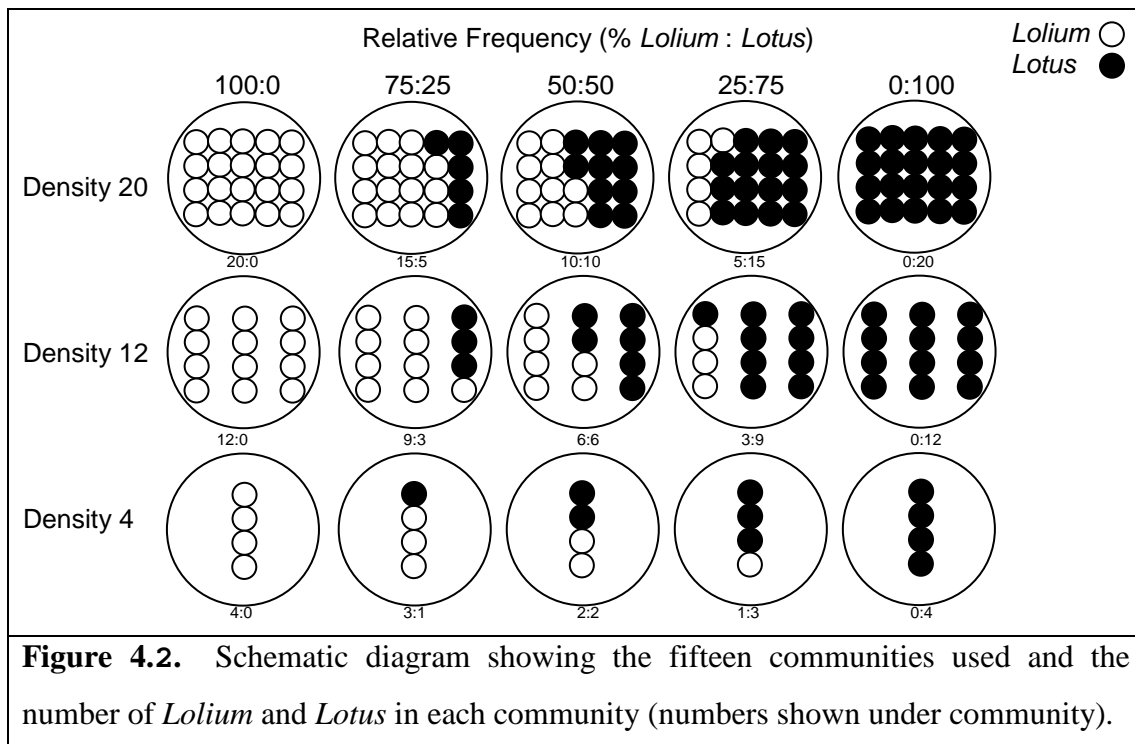 Relative Frequency (% Lolium : Lotus)
Lolium
Lotus
100:0 75:25 50:50 25:75 0:100
Density 20
20:0 15:5 10:10 5:15 0:20
Density 12
12:0 9:3 6:6 3:9 0:12
Density 4
4:0 3:1 2:2 1:3 0:4
Figure 4.2. Schematic diagram showing the fifteen communities used and the
number of Lolium and Lotus in each community (numbers shown under community).